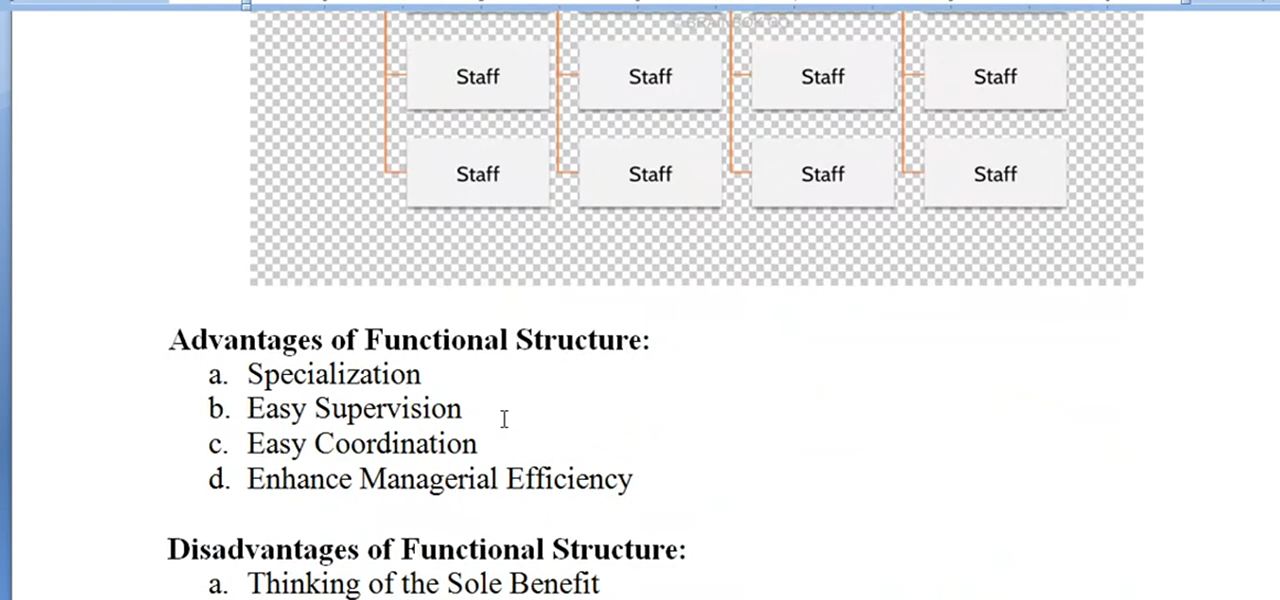 Staff Staff Staff Staff
Staff Staff Staff Staff
Advantages of Functional Structure:
a. Specialization
b. Easy Supervision
c. Easy Coordination
d. Enhance Managerial Efficiency
Disadvantages of Functional Structure:
a. Thinking of the Sole Benefit